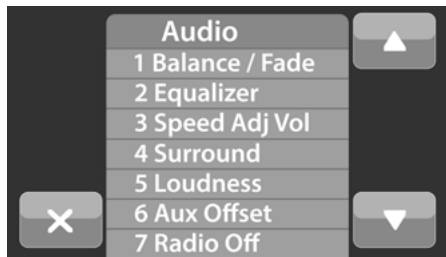 Audio
1 Balance / Fade
2 Equalizer
3 Speed Adj Vol
4 Surround
5 Loudness
6 Aux Offset
7 Radio Off